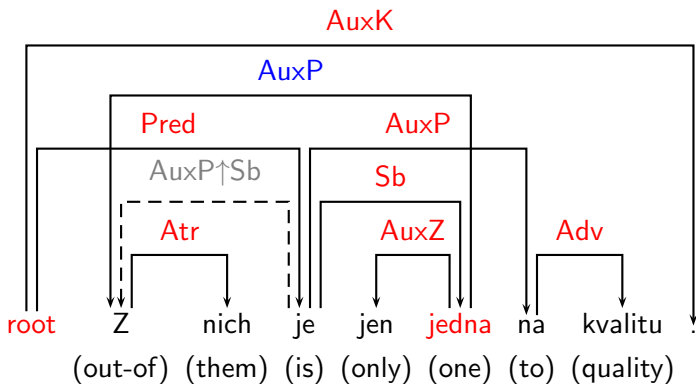 AuxK
AuxP
Pred AuxP
AuxP↑Sb Sb
Atr AuxZ Adv
root Z nich je jen jedna na kvalitu .
(out-of) (them) (is) (only) (one) (to) (quality)